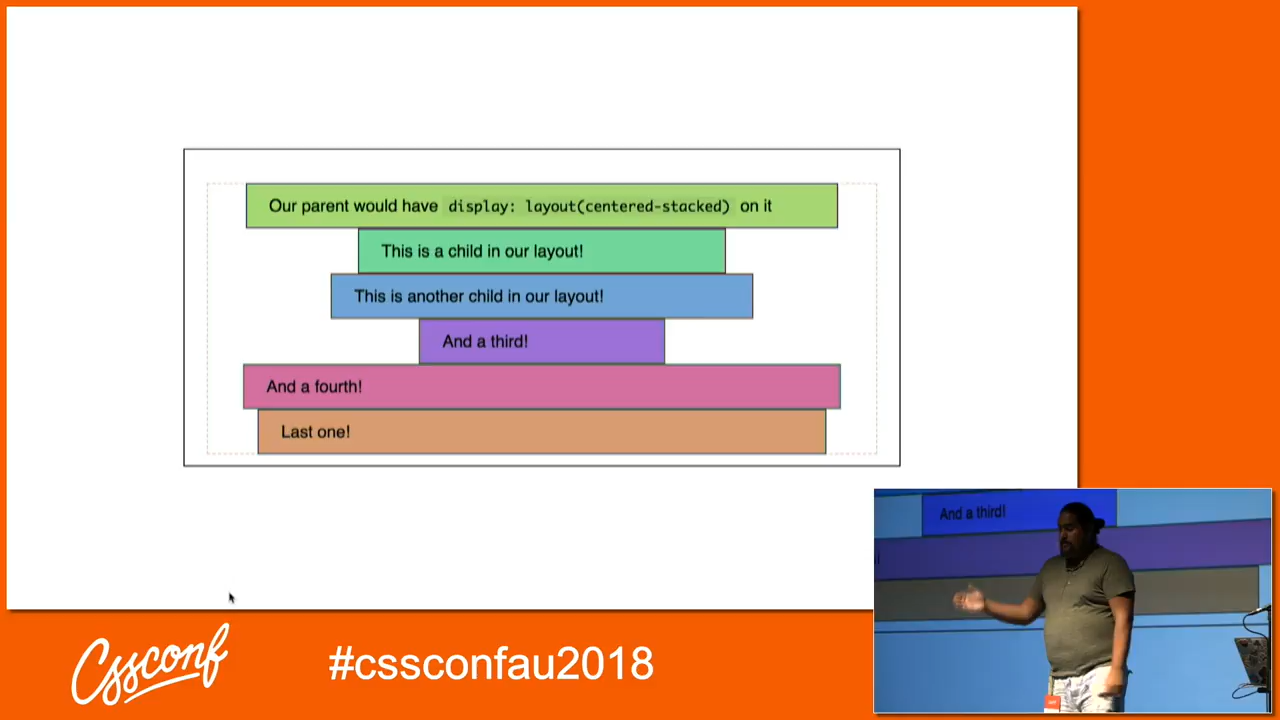 Our parent would have display: layout(centered-stacked) on it
This is a child in our layout!
This is another child in our layout!
And a third!
And a fourth!
Last one!
And a third!
Cssconf
#cssconfau2018